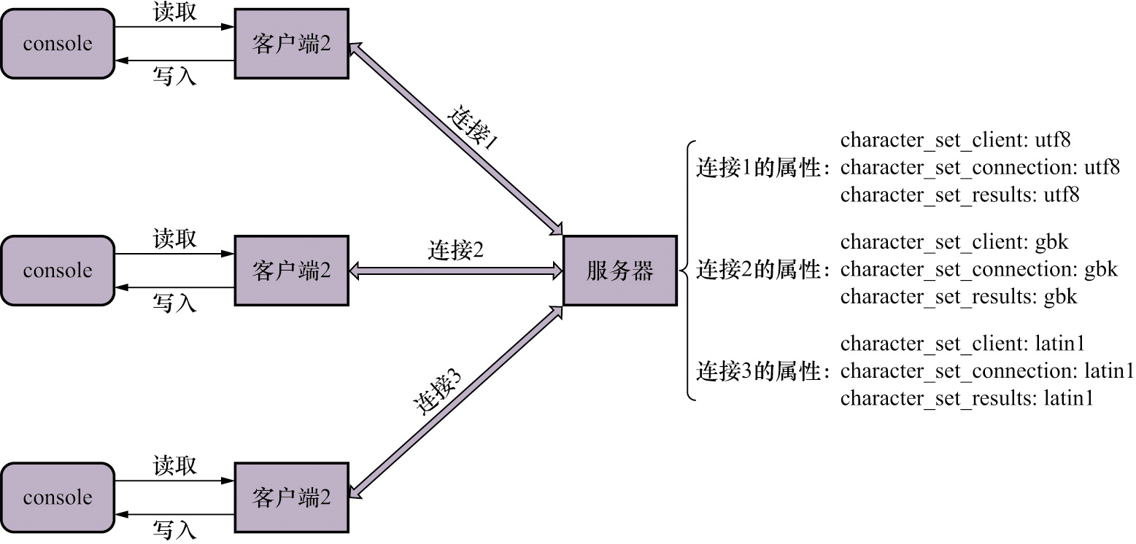 读取
console
客户端2
写入
连接1
character_set_client: utf8
连接1的属性：
character_set_connection: utf8
character_set_results: utf8
读取
console
客户端2
写入
连接2
服务器
character_set_client: gbk
连接2的属性：
character_set_connection: gbk
character_set_results: gbk
连接3
character_set_client: latin1
连接3的属性：
character_set_connection: latin1
character_set_results: latin1
读取
console
客户端2
写入